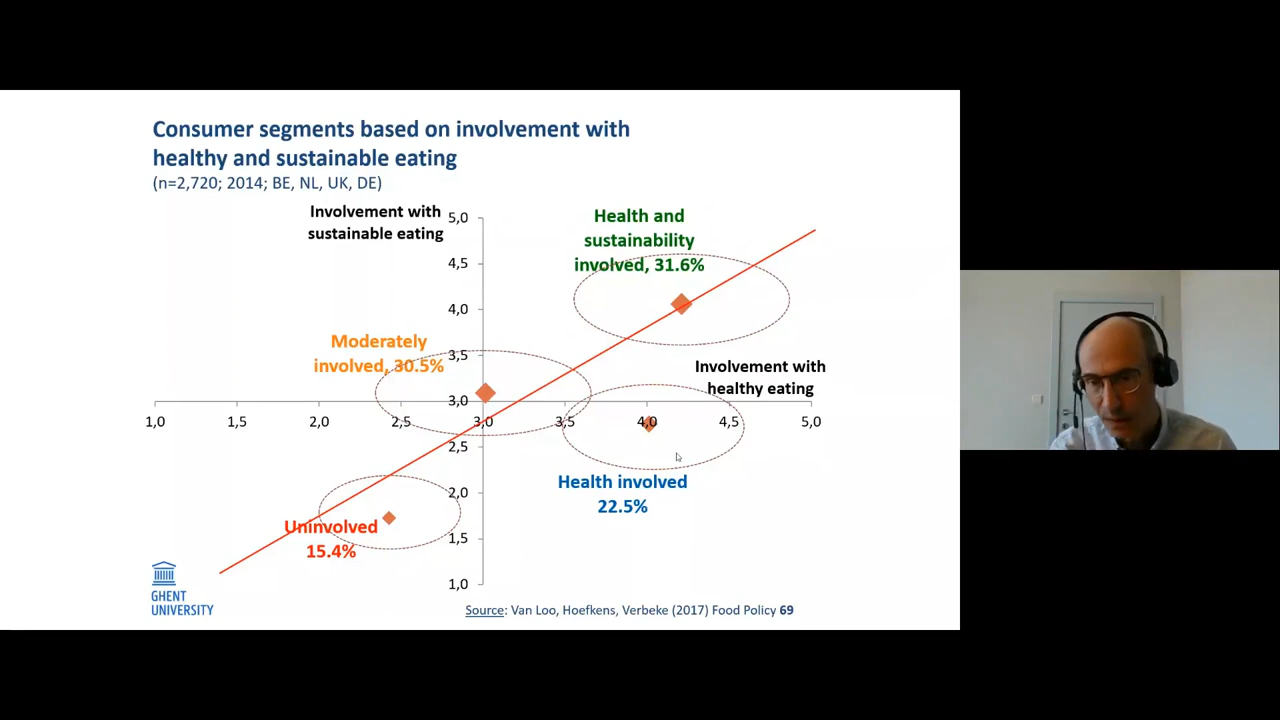 Consumer segments based on involvement with
healthy and sustainable eating
(n=2,720; 2014; BE, NL, UK, DE)
Involvement with
sustainable eating
5,0
Health and
sustainability
involved, 31.6%
4,5
4,0
Moderately
involved, 30.5%
3,5
Involvement with
healthy eating
3,0
1,0 1,5 2,0 2,5 3,0 3,5 4,0 4,5 5,0
2,5
Health involved
22.5%
2,0
Uninvolved
15.4%
1,5
1,0
GHENT
UNIVERSITY
Source: Van Loo, Hoefkens, Verbeke (2017) Food Policy 69